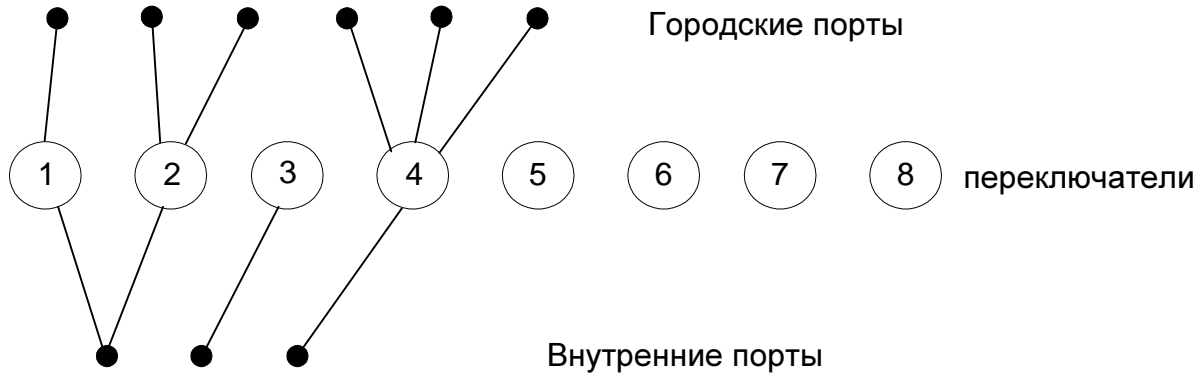 Городские порты
1 2 3 4 5 6 7 8 переключатели
Внутренние порты